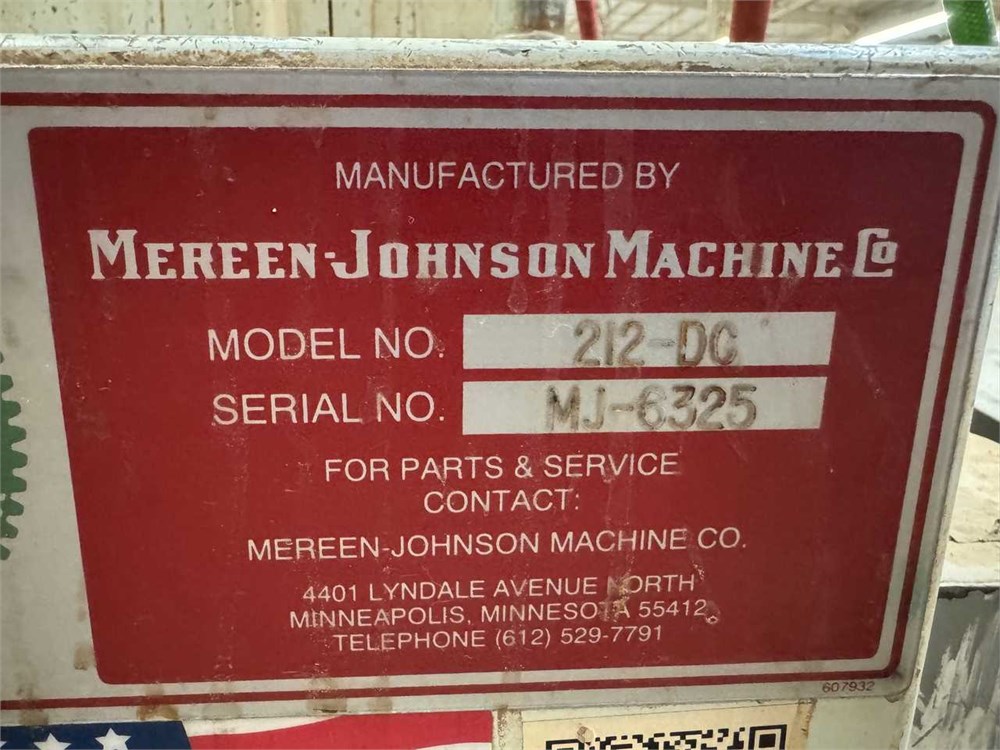 MANUFACTURED BY
MEREEN-JOHNSON MACHINE Co
MODEL NO. 212-DC
SERIAL NO. MJ-6325
FOR PARTS & SERVICE
CONTACT:
MEREEN-JOHNSON MACHINE CO.
4401 LYNDALE AVENUE NORTH
MINNEAPOLIS, MINNESOTA 55412
TELEPHONE (612) 529-7791
607932